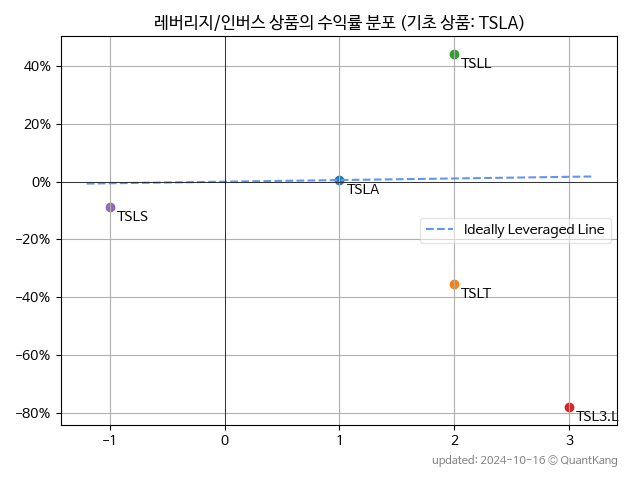 레버리지/인버스 상품의 수익률 분포 (기초 상품: TSLA)
40%
TSLL
20%
0%
TSLA
TSLS
−20%
Ideally Leveraged Line
−40%
TSLT
−60%
−80%
TSL3.L
−1 0 1 2 3
updated: 2024-10-16 © QuantKang